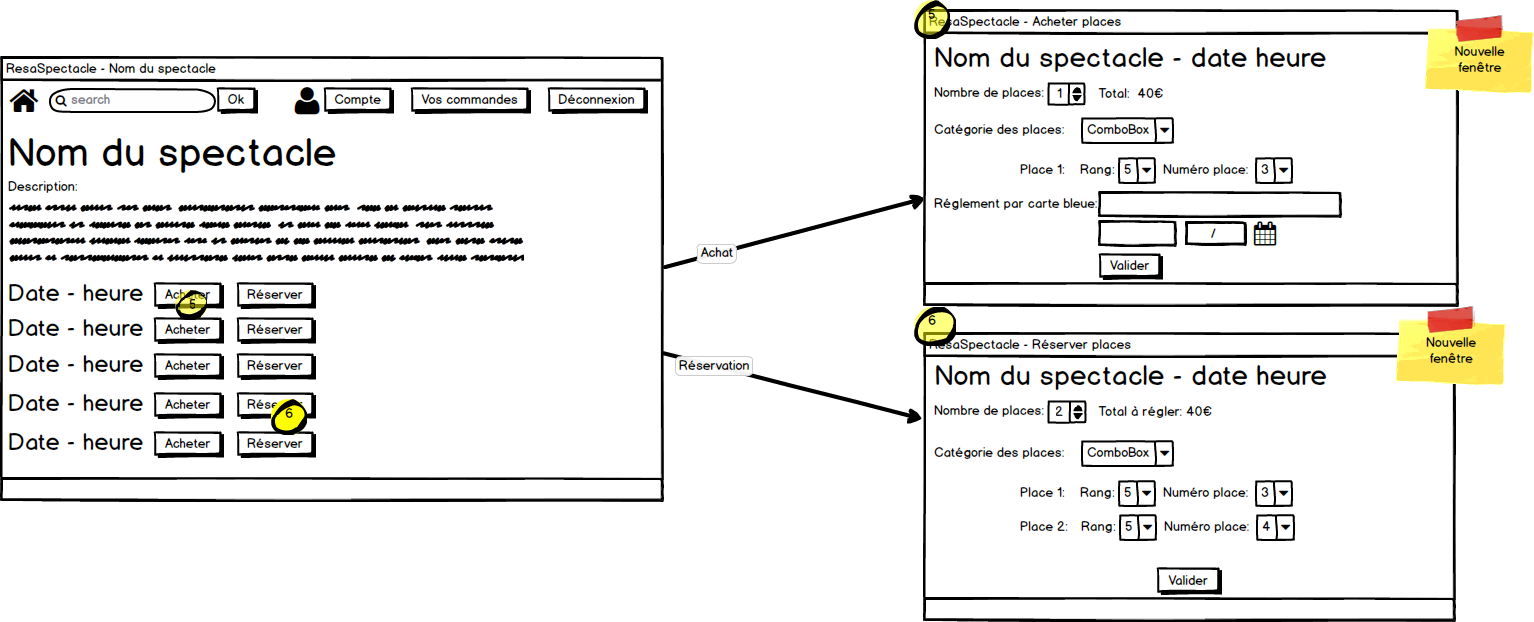 ResaSpectacle - Nom du spectacle
search Ok Compte Vos commandes Déconnexion
Nom du spectacle
Description:
Date - heure Acheter Réserver
5
Date - heure Acheter Réserver
Date - heure Acheter Réserver
Date - heure Acheter Réserver
6
Date - heure Acheter Réserver
Achat
Réservation
5
ResaSpectacle - Acheter places
Nouvelle
fenêtre
Nom du spectacle - date heure
Nombre de places: 1 Total: 40€
Catégorie des places: ComboBox
Place 1: Rang: 5 Numéro place: 3
Réglement par carte bleue:
/
Valider
6
ResaSpectacle - Réserver places
Nouvelle
fenêtre
Nom du spectacle - date heure
Nombre de places: 2 Total à régler: 40€
Catégorie des places: ComboBox
Place 1: Rang: 5 Numéro place: 3
Place 2: Rang: 5 Numéro place: 4
Valider